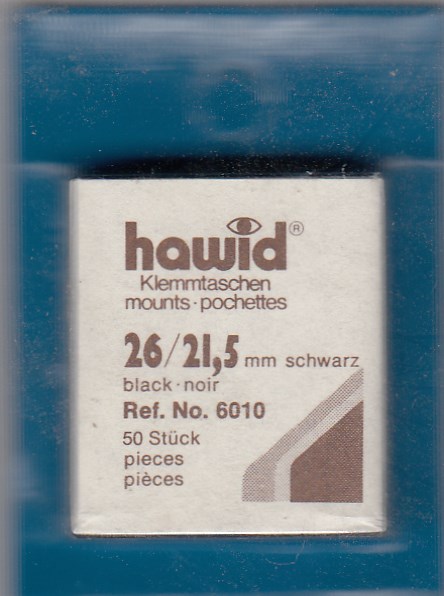 hawid®
Klemmtaschen
mounts·pochettes
26/21,5 mm schwarz
black·noir
Ref. No. 6010
50 Stück
pieces
pièces